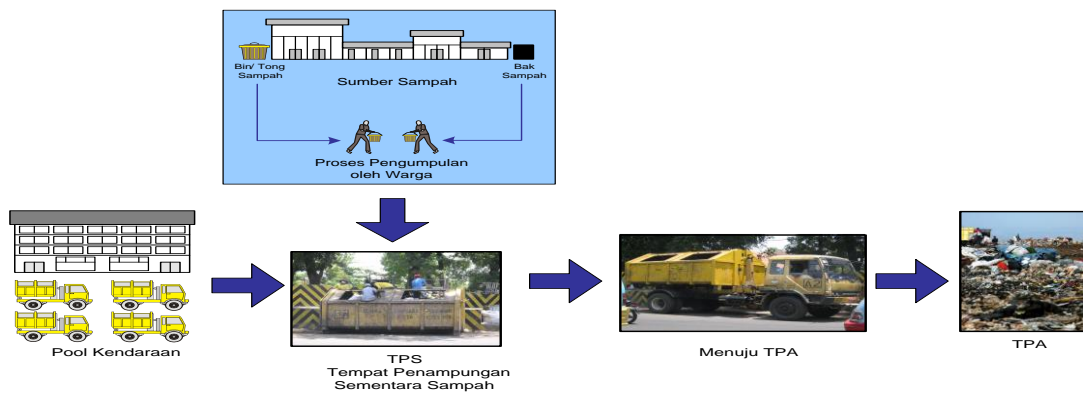 Bin/ Tong
Sampah
Sumber Sampah
Bak
Sampah
Proses Pengumpulan
oleh Warga
Pool Kendaraan
TPS
Tempat Penampungan
Sementara Sampah
Menuju TPA
TPA